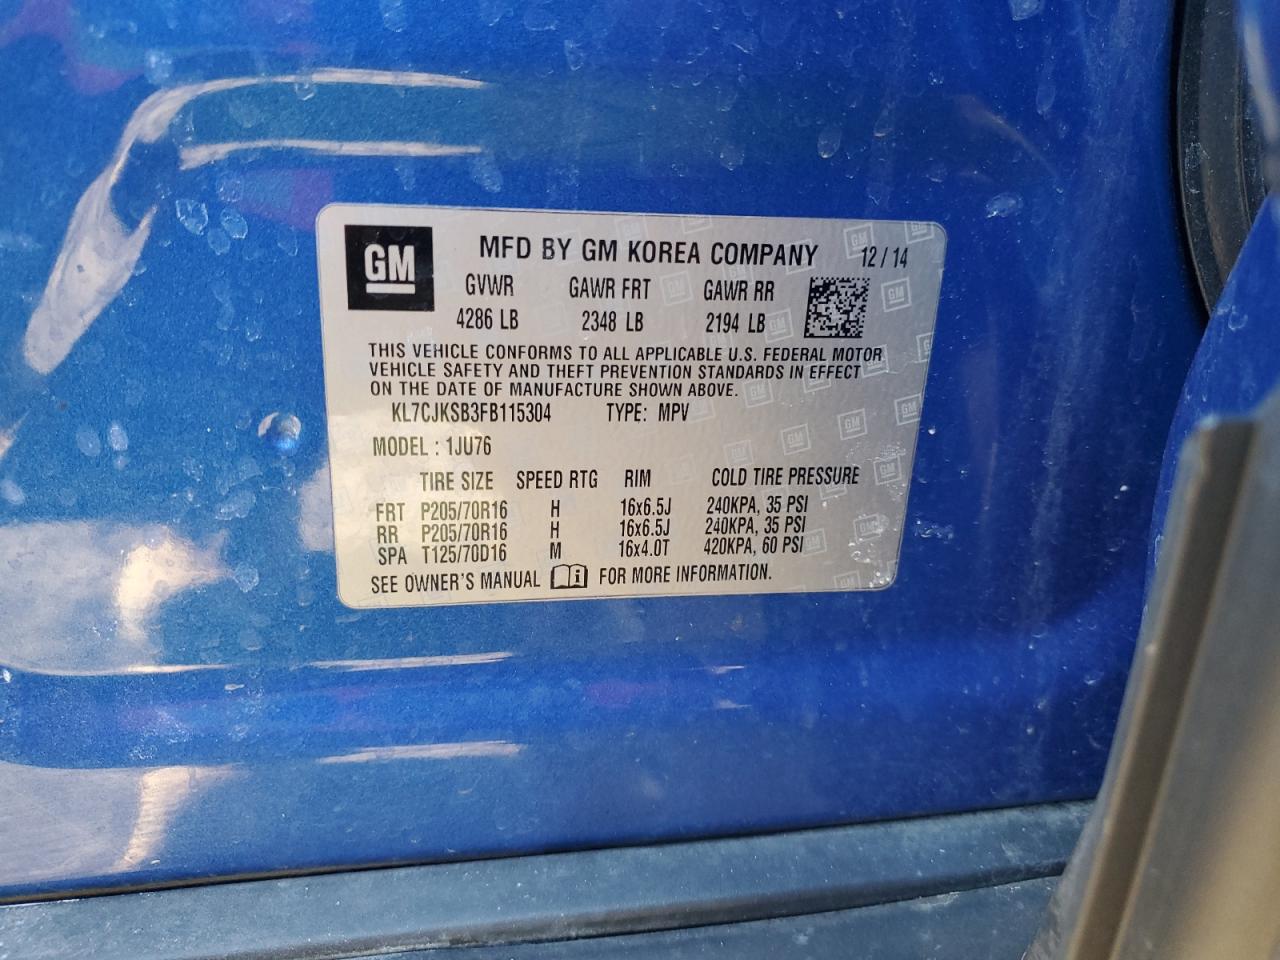 GM
MFD BY GM KOREA COMPANY 12/14
GVWR GAWR FRT GAWR RR
4286 LB 2348 LB 2194 LB
THIS VEHICLE CONFORMS TO ALL APPLICABLE U.S. FEDERAL MOTOR
VEHICLE SAFETY AND THEFT PREVENTION STANDARDS IN EFFECT
ON THE DATE OF MANUFACTURE SHOWN ABOVE.
KL7CJKSB3FB115304 TYPE: MPV
MODEL : 1JU76
TIRE SIZE SPEED RTG RIM COLD TIRE PRESSURE
FRT P205/70R16 H 16x6.5J 240KPA, 35 PSI
RR P205/70R16 H 16x6.5J 240KPA, 35 PSI
SPA T125/70D16 M 16x4.0T 420KPA, 60 PSI
SEE OWNER'S MANUAL FOR MORE INFORMATION.